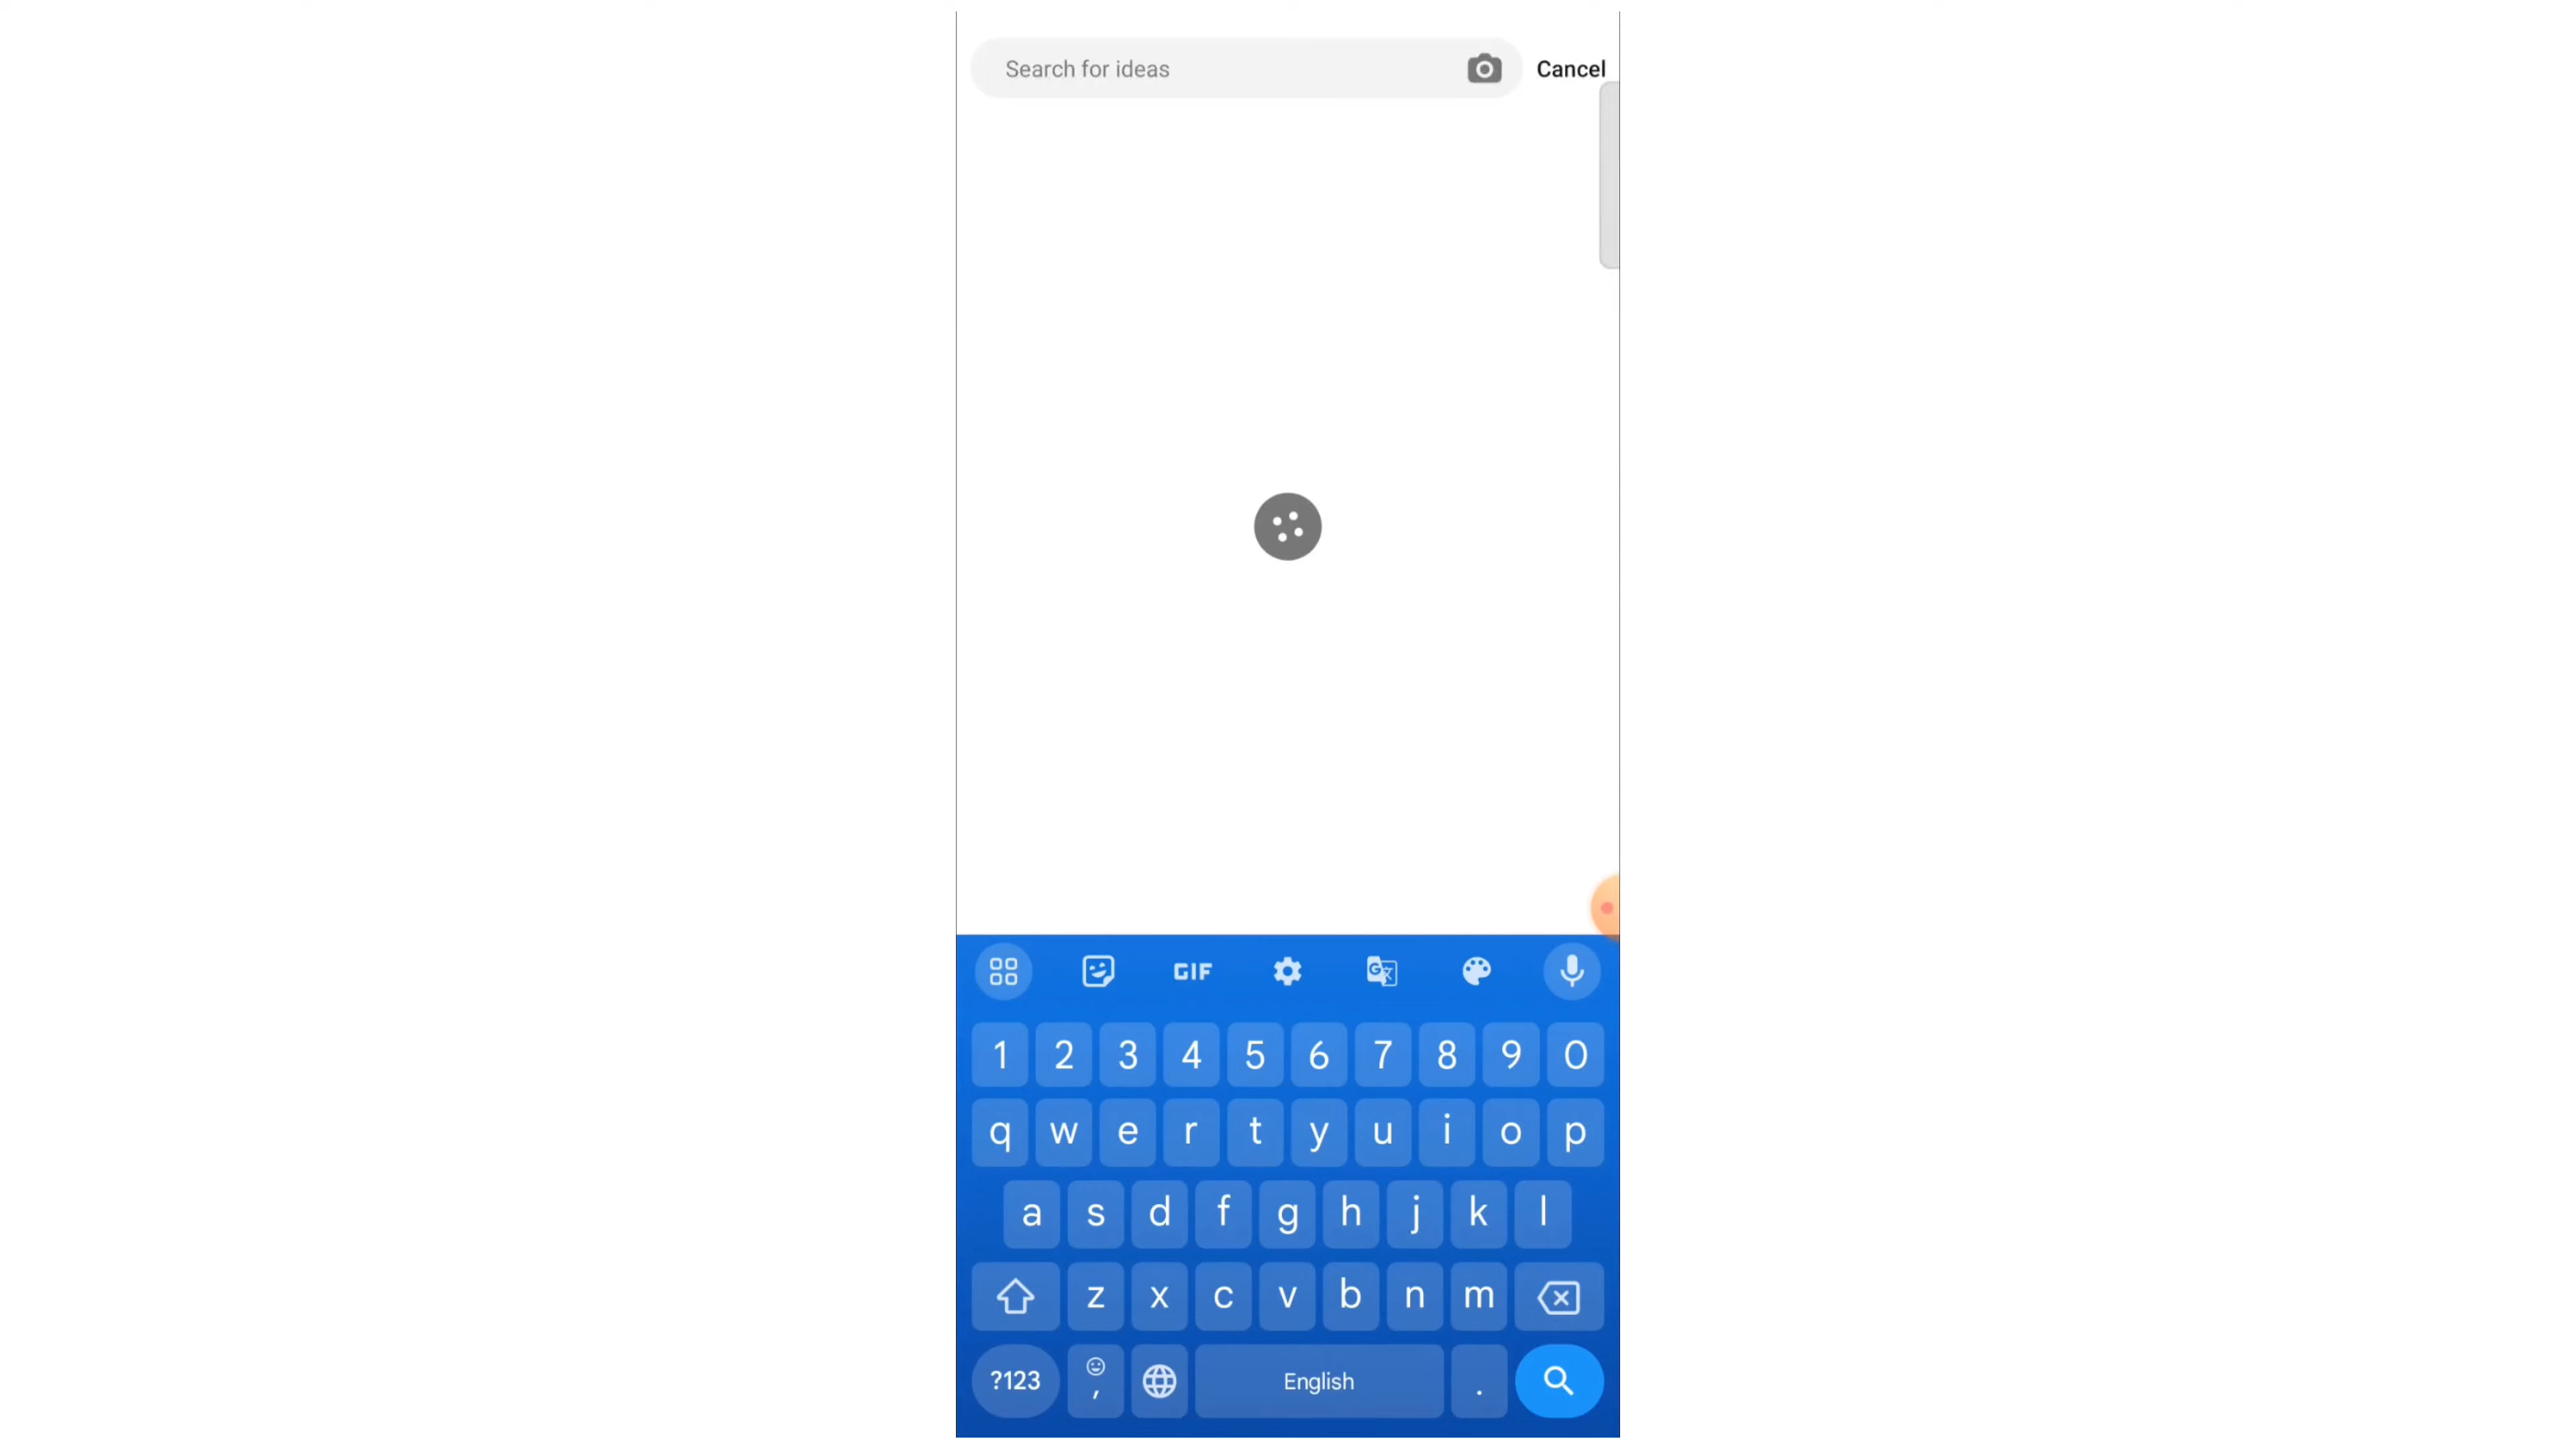 Search for ideas Cancel
GIF
1 2 3 4 5 6 7 8 9 0
q w e r t y u i o p
a s d f g h j k l
z x c v b n m
?123 , English .